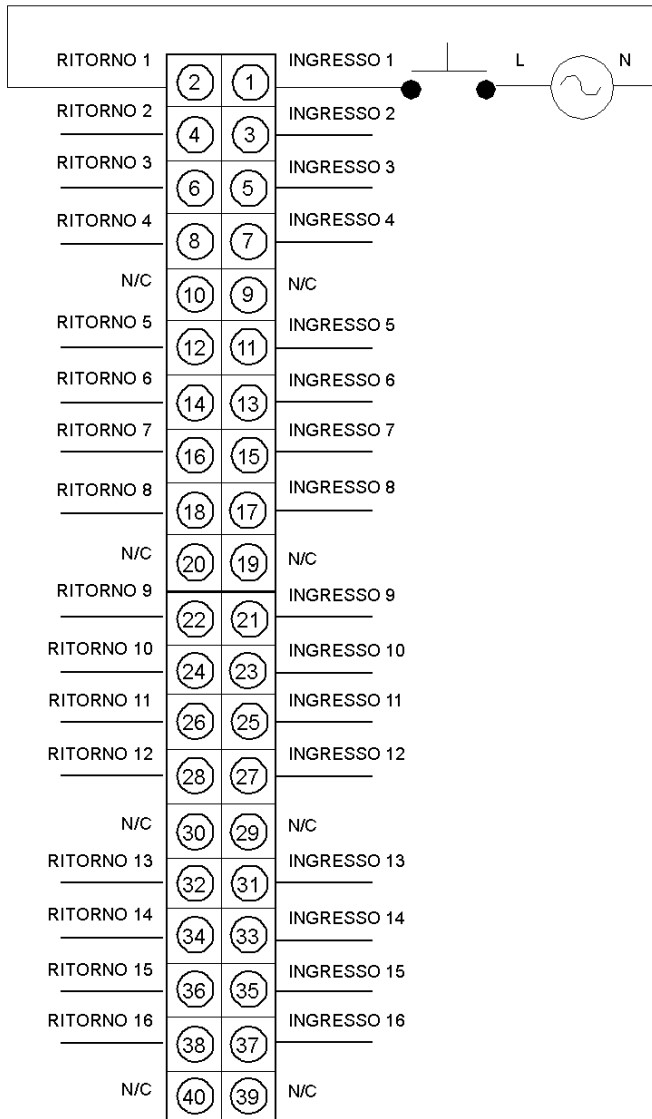 RITORNO 1 2 1 INGRESSO 1 L N
RITORNO 2 4 3 INGRESSO 2
RITORNO 3 6 5 INGRESSO 3
RITORNO 4 8 7 INGRESSO 4
N/C 10 9 N/C
RITORNO 5 12 11 INGRESSO 5
RITORNO 6 14 13 INGRESSO 6
RITORNO 7 16 15 INGRESSO 7
RITORNO 8 18 17 INGRESSO 8
N/C 20 19 N/C
RITORNO 9 22 21 INGRESSO 9
RITORNO 10 24 23 INGRESSO 10
RITORNO 11 26 25 INGRESSO 11
RITORNO 12 28 27 INGRESSO 12
N/C 30 29 N/C
RITORNO 13 32 31 INGRESSO 13
RITORNO 14 34 33 INGRESSO 14
RITORNO 15 36 35 INGRESSO 15
RITORNO 16 38 37 INGRESSO 16
N/C 40 39 N/C